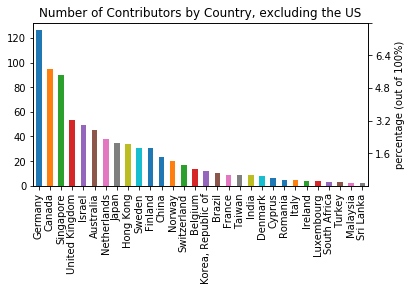 Number of Contributors by Country, excluding the US
120
100
80
60
40
20
0
6.4
4.8
3.2
1.6
percentage (out of 100%)
Germany
Canada
Singapore
United Kingdom
Israel
Australia
Netherlands
Japan
Hong Kong
Sweden
Finland
China
Norway
Switzerland
Belgium
Korea, Republic of
Brazil
France
Taiwan
India
Denmark
Cyprus
Romania
Italy
Ireland
Luxembourg
South Africa
Turkey
Malaysia
Sri Lanka